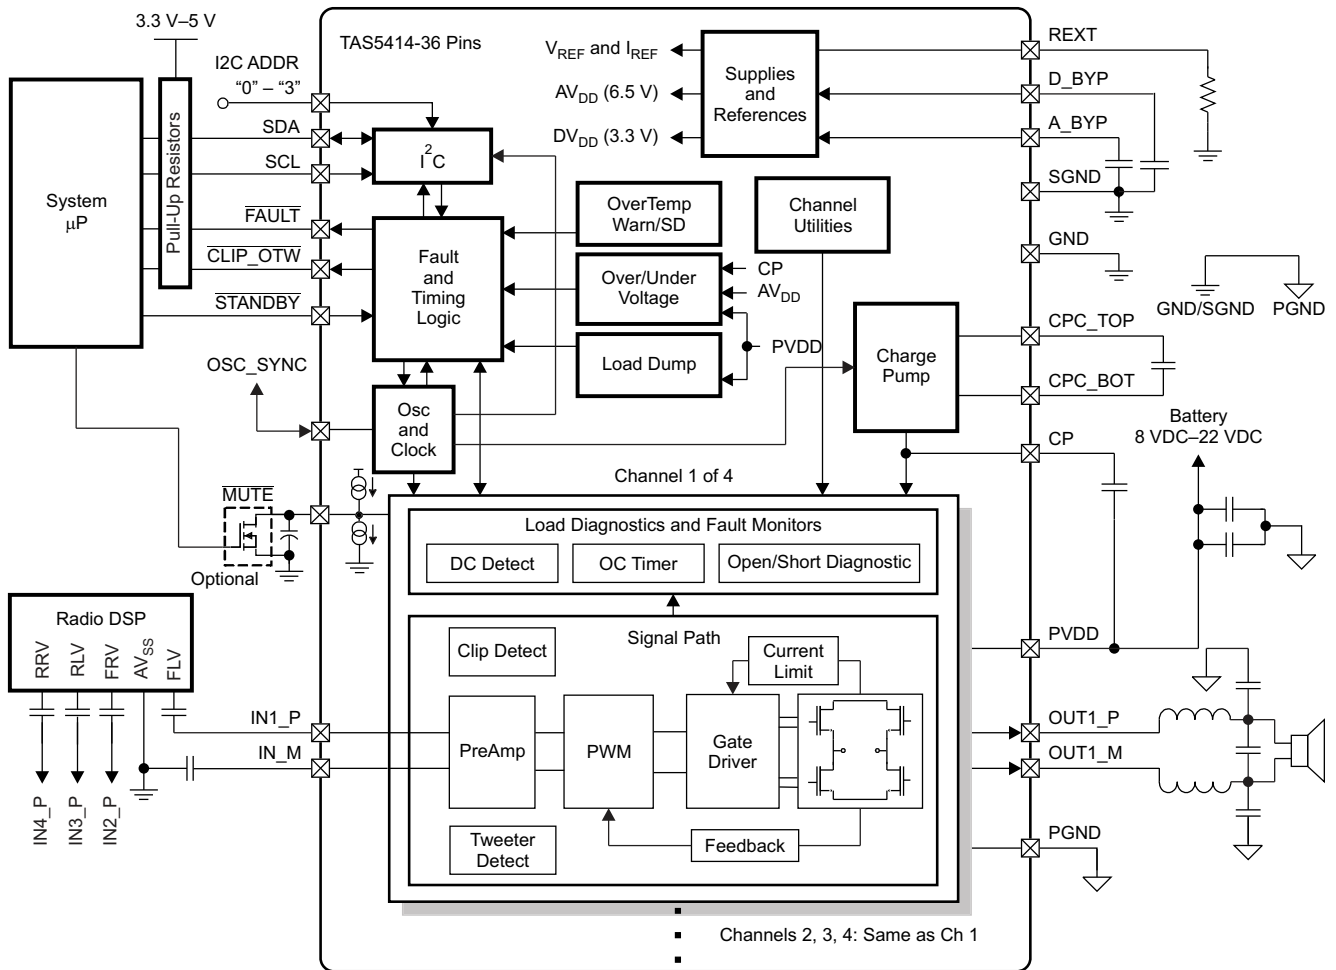 3.3 V–5 V
TAS5414-36 Pins
I2C ADDR
“0” – “3”
System
µP
Pull-Up Resistors
SDA
SCL
FAULT
CLIP_OTW
STANDBY
OSC_SYNC
MUTE
Optional
I²C
Fault
and
Timing
Logic
Osc
and
Clock
VREF and IREF
AVDD (6.5 V)
DVDD (3.3 V)
Supplies
and
References
OverTemp
Warn/SD
Over/Under
Voltage
Load Dump
CP
AVDD
PVDD
Channel
Utilities
Charge
Pump
REXT
D_BYP
A_BYP
SGND
GND
GND/SGND
PGND
CPC_TOP
CPC_BOT
CP
Battery
8 VDC–22 VDC
Channel 1 of 4
Load Diagnostics and Fault Monitors
DC Detect
OC Timer
Open/Short Diagnostic
Signal Path
Clip Detect
Current
Limit
PreAmp
PWM
Gate
Driver
Tweeter
Detect
Feedback
Radio DSP
RRV
RLV
FRV
AVSS
FLV
IN1_P
IN_M
IN4_P
IN3_P
IN2_P
PVDD
OUT1_P
OUT1_M
PGND
Channels 2, 3, 4: Same as Ch 1